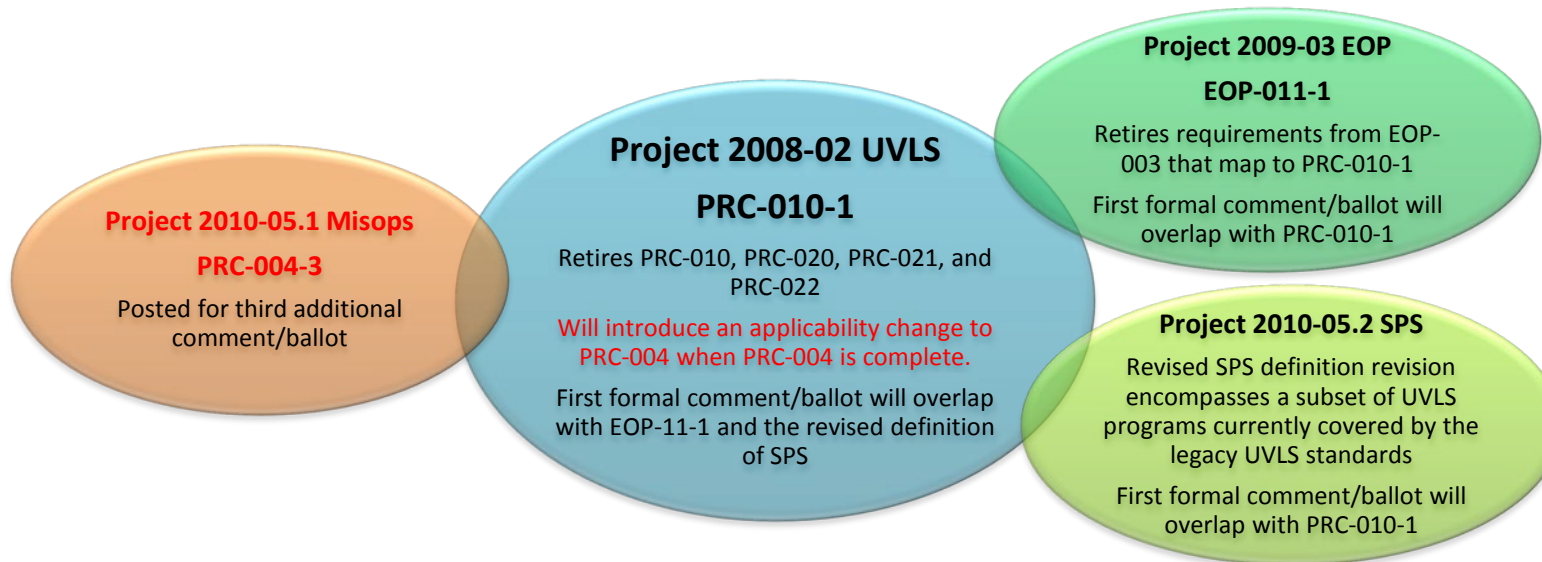 Project 2010-05.1 Misops
PRC-004-3
Posted for third additional
comment/ballot
Project 2008-02 UVLS
PRC-010-1
Retires PRC-010, PRC-020, PRC-021, and
PRC-022
Will introduce an applicability change to
PRC-004 when PRC-004 is complete.
First formal comment/ballot will overlap
with EOP-11-1 and the revised definition
of SPS
Project 2009-03 EOP
EOP-011-1
Retires requirements from EOP-
003 that map to PRC-010-1
First formal comment/ballot will
overlap with PRC-010-1
Project 2010-05.2 SPS
Revised SPS definition revision
encompasses a subset of UVLS
programs currently covered by the
legacy UVLS standards
First formal comment/ballot will
overlap with PRC-010-1